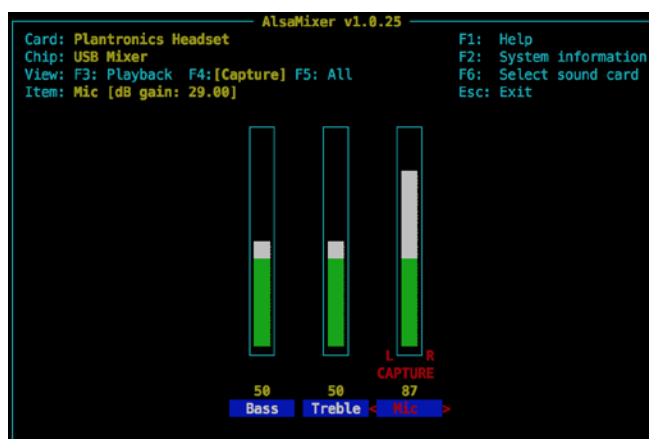 AlsaMixer v1.0.25
Card: Plantronics Headset F1: Help
Chip: USB Mixer F2: System information
View: F3: Playback F4:[Capture] F5: All F6: Select sound card
Item: Mic [dB gain: 29.00] Esc: Exit
L R
CAPTURE
50 50 87
Bass Treble < Mic >